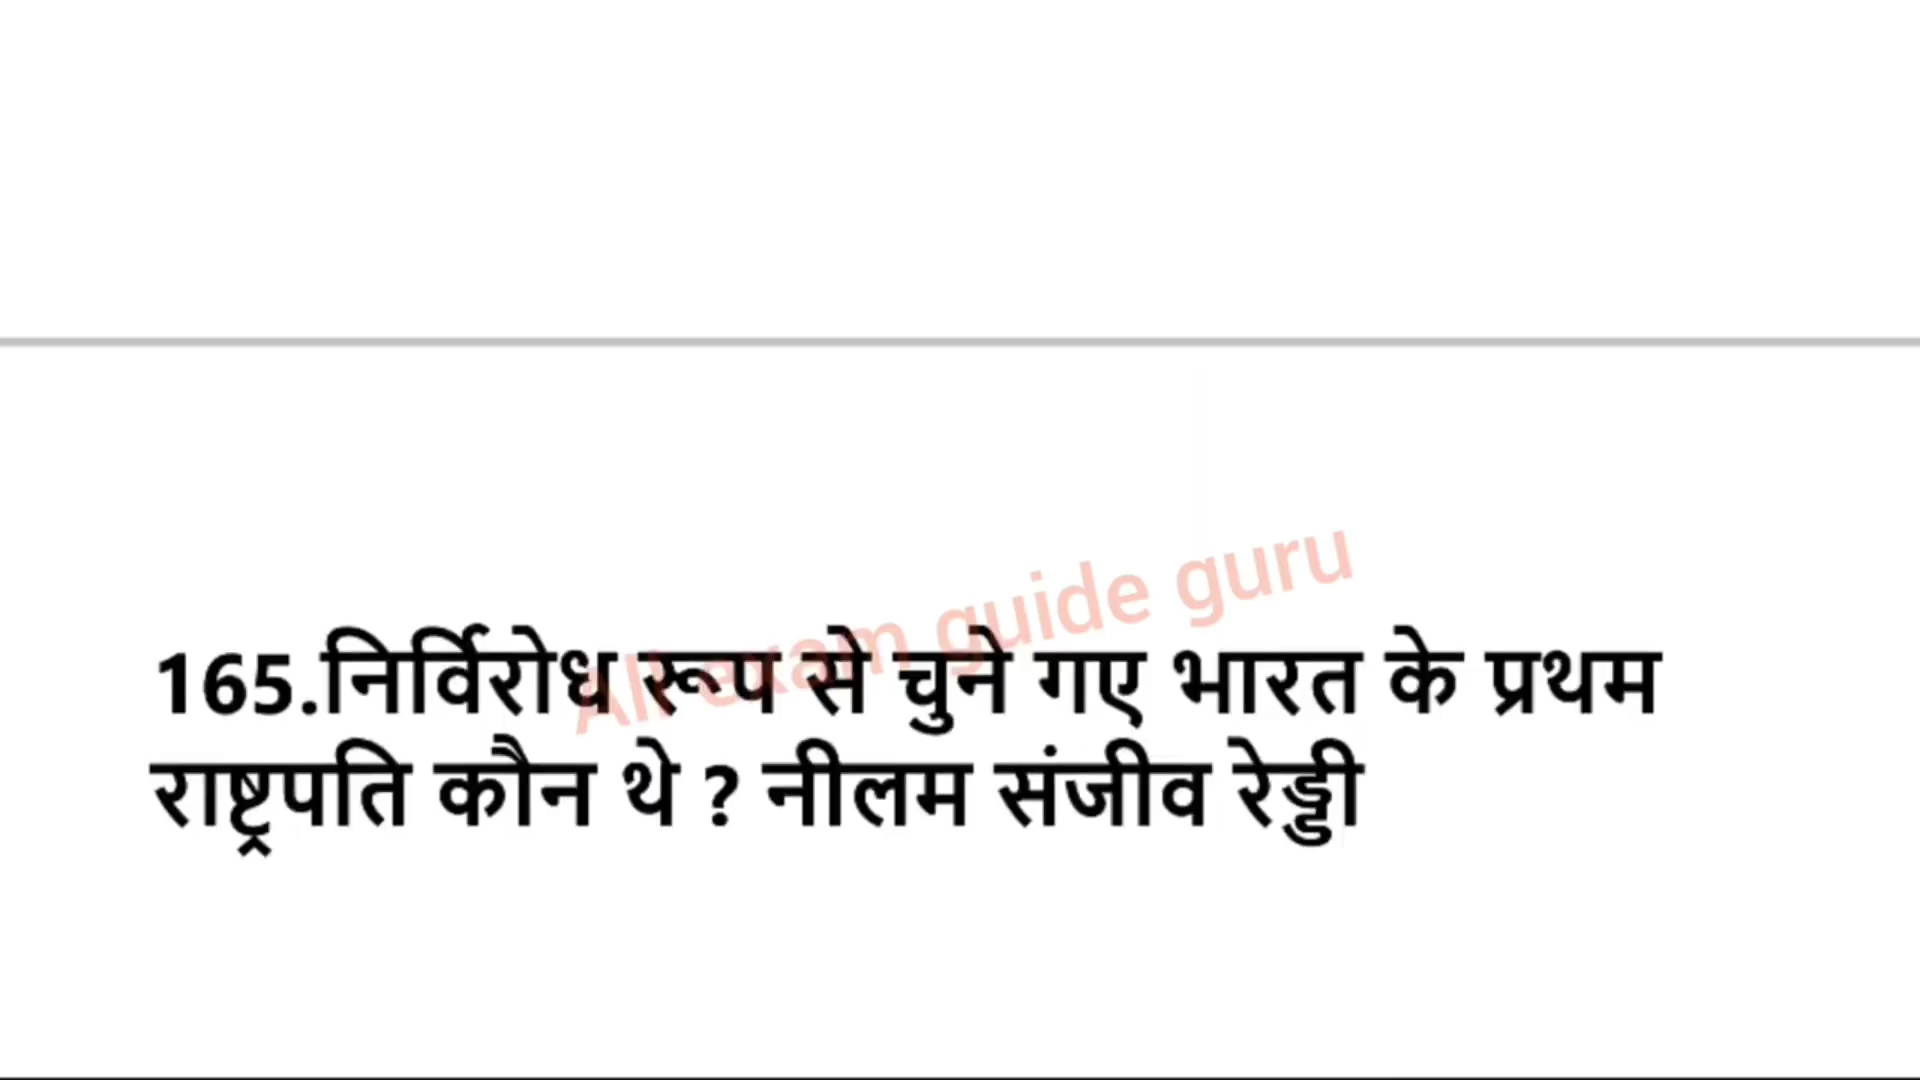 All exam guide guru
165.निर्विरोध रूप से चुने गए भारत के प्रथम
राष्ट्रपति कौन थे ? नीलम संजीव रेड्डी